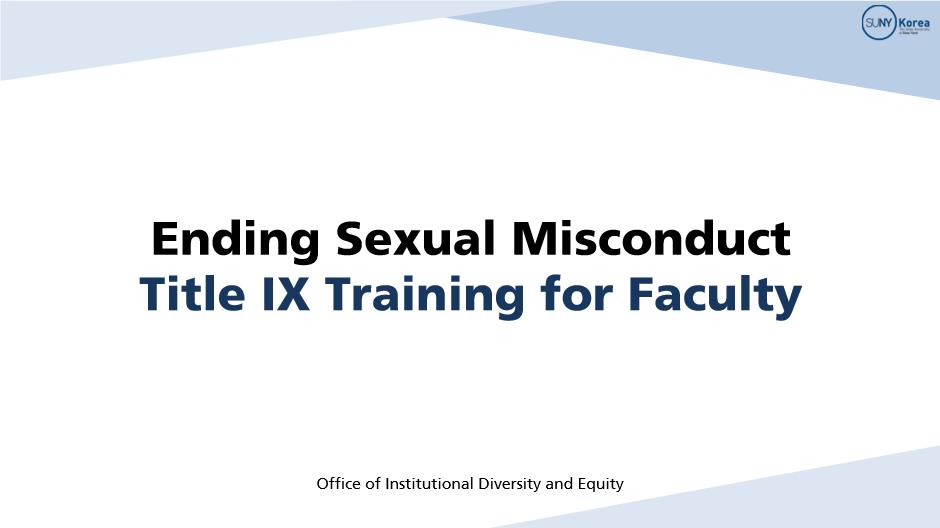 SUNY Korea
Ending Sexual Misconduct
Title IX Training for Faculty
Office of Institutional Diversity and Equity